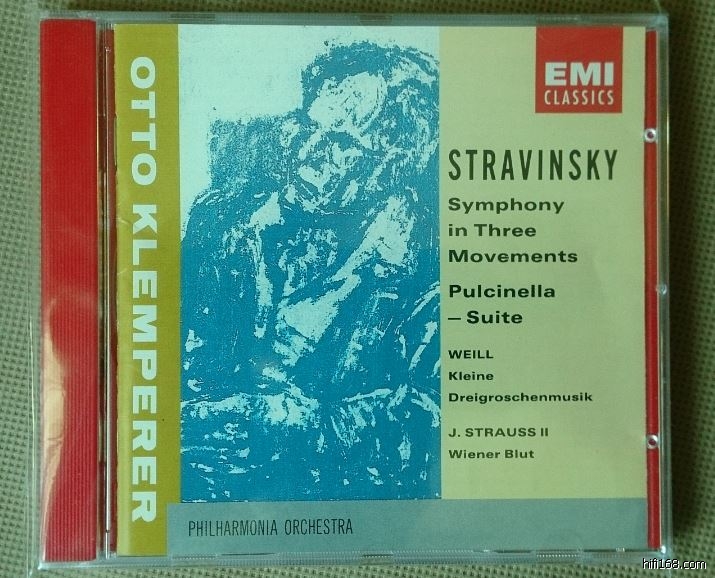 OTTO KLEMPERER
EMI
CLASSICS
STRAVINSKY
Symphony
in Three
Movements
Pulcinella
– Suite
WEILL
Kleine
Dreigroschenmusik
J. STRAUSS II
Wiener Blut
PHILHARMONIA ORCHESTRA
hifi168.com